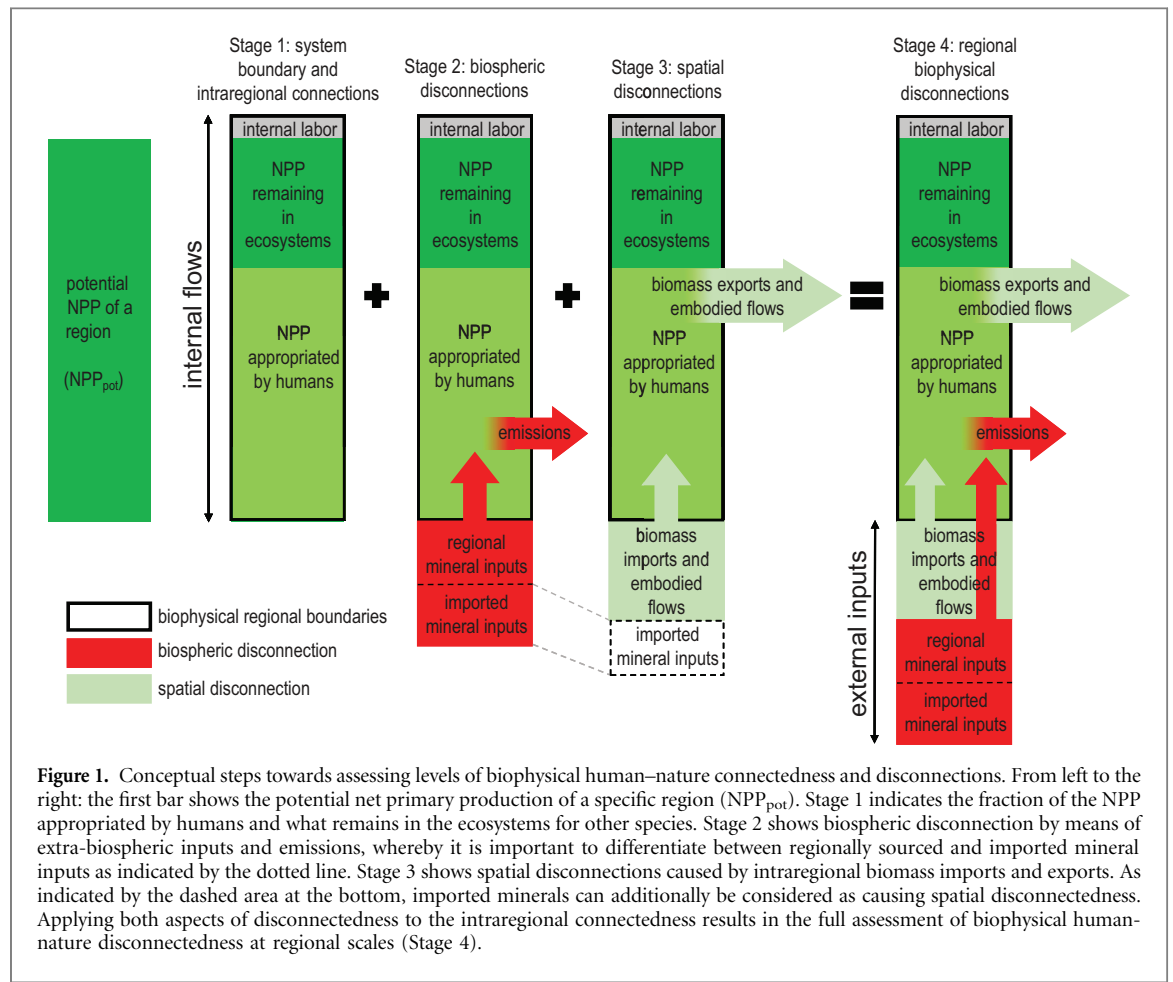 Stage 1: system
boundary and
intraregional connections
Stage 2: biospheric
disconnections
Stage 3: spatial
disconnections
Stage 4: regional
biophysical
disconnections
potential
NPP of a
region
(NPPpot)
internal flows
internal labor
NPP
remaining
in
ecosystems
NPP
appropriated
by humans
internal labor
NPP
remaining
in
ecosystems
NPP
appropriated
by humans
emissions
regional
mineral inputs
imported
mineral inputs
internal labor
NPP
remaining
in
ecosystems
biomass exports and
embodied flows
NPP
appropriated
by humans
biomass
imports and
embodied
flows
imported
mineral inputs
internal labor
NPP
remaining
in
ecosystems
biomass exports and
embodied flows
NPP
appropriated
by humans
emissions
external inputs
biomass
imports and
embodied
flows
regional
mineral inputs
imported
mineral inputs
biophysical regional boundaries
biospheric disconnection
spatial disconnection
Figure 1. Conceptual steps towards assessing levels of biophysical human–nature connectedness and disconnections. From left to the
right: the first bar shows the potential net primary production of a specific region (NPPpot). Stage 1 indicates the fraction of the NPP
appropriated by humans and what remains in the ecosystems for other species. Stage 2 shows biospheric disconnection by means of
extra-biospheric inputs and emissions, whereby it is important to differentiate between regionally sourced and imported mineral
inputs as indicated by the dotted line. Stage 3 shows spatial disconnections caused by intraregional biomass imports and exports. As
indicated by the dashed area at the bottom, imported minerals can additionally be considered as causing spatial disconnectedness.
Applying both aspects of disconnectedness to the intraregional connectedness results in the full assessment of biophysical human-
nature disconnectedness at regional scales (Stage 4).